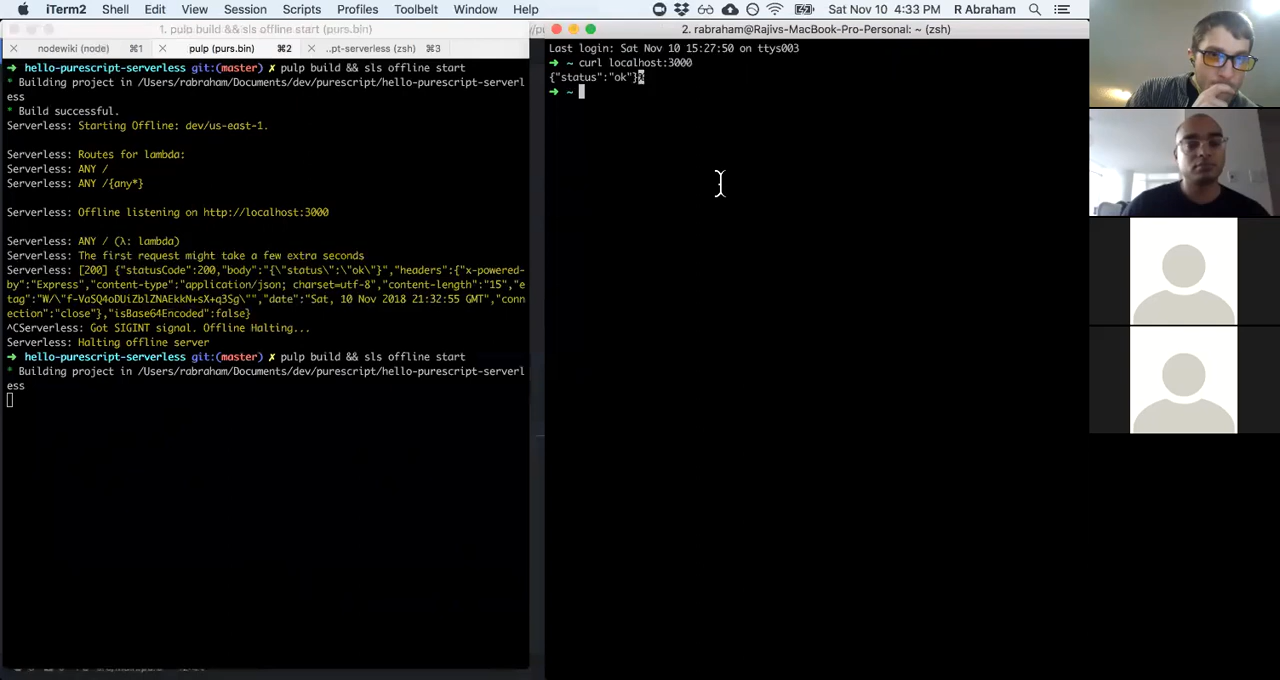 iTerm2 Shell Edit View Session Scripts Profiles Toolbelt Window Help Sat Nov 10 4:33 PM R Abraham
1. pulp build && sls offline start (purs.bin)
nodewiki (node) ⌘1 pulp (purs.bin) ⌘2 ..pt-serverless (zsh) ⌘3
➜ hello-purescript-serverless git:(master) ✗ pulp build && sls offline start
* Building project in /Users/rabraham/Documents/dev/purescript/hello-purescript-serverl
ess
* Build successful.
Serverless: Starting Offline: dev/us-east-1.
Serverless: Routes for lambda:
Serverless: ANY /
Serverless: ANY /{any*}
Serverless: Offline listening on http://localhost:3000
Serverless: ANY / (λ: lambda)
Serverless: The first request might take a few extra seconds
Serverless: [200] {"statusCode":200,"body":"{\"status\":\"ok\"}","headers":{"x-powered-
by":"Express","content-type":"application/json; charset=utf-8","content-length":"15","e
tag":"W/\"f-VaSQ4oDUiZblZNAEkkN+sX+q3Sg\"","date":"Sat, 10 Nov 2018 21:32:55 GMT","conn
ection":"close"},"isBase64Encoded":false}
^CServerless: Got SIGINT signal. Offline Halting...
Serverless: Halting offline server
➜ hello-purescript-serverless git:(master) ✗ pulp build && sls offline start
* Building project in /Users/rabraham/Documents/dev/purescript/hello-purescript-serverl
ess
2. rabraham@Rajivs-MacBook-Pro-Personal: ~ (zsh)
Last login: Sat Nov 10 15:27:50 on ttys003
➜ ~ curl localhost:3000
{"status":"ok"}%
➜ ~